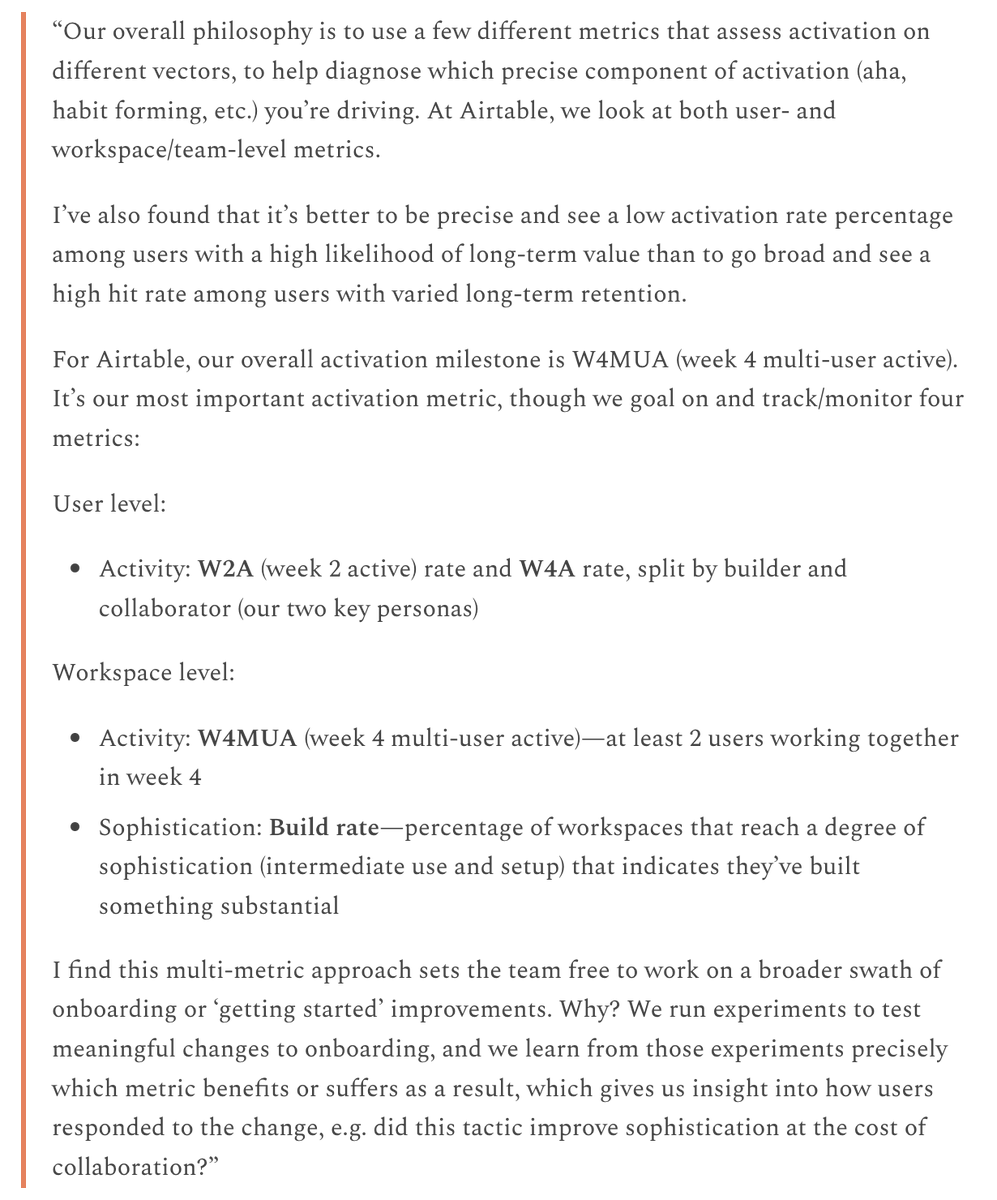 “Our overall philosophy is to use a few different metrics that assess activation on
different vectors, to help diagnose which precise component of activation (aha,
habit forming, etc.) you’re driving. At Airtable, we look at both user- and
workspace/team-level metrics.
I’ve also found that it’s better to be precise and see a low activation rate percentage
among users with a high likelihood of long-term value than to go broad and see a
high hit rate among users with varied long-term retention.
For Airtable, our overall activation milestone is W4MUA (week 4 multi-user active).
It’s our most important activation metric, though we goal on and track/monitor four
metrics:
User level:
• Activity: W2A (week 2 active) rate and W4A rate, split by builder and
collaborator (our two key personas)
Workspace level:
• Activity: W4MUA (week 4 multi-user active)—at least 2 users working together
in week 4
• Sophistication: Build rate—percentage of workspaces that reach a degree of
sophistication (intermediate use and setup) that indicates they’ve built
something substantial
I find this multi-metric approach sets the team free to work on a broader swath of
onboarding or ‘getting started’ improvements. Why? We run experiments to test
meaningful changes to onboarding, and we learn from those experiments precisely
which metric benefits or suffers as a result, which gives us insight into how users
responded to the change, e.g. did this tactic improve sophistication at the cost of
collaboration?”